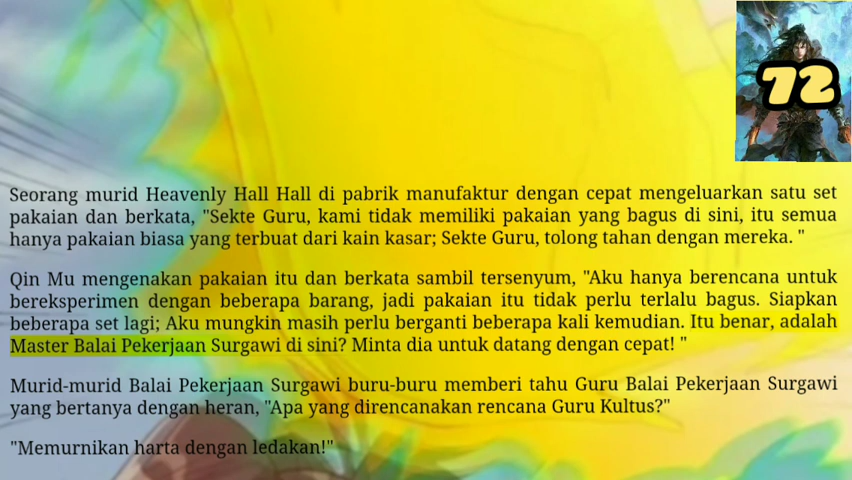 72
Seorang murid Heavenly Hall Hall di pabrik manufaktur dengan cepat mengeluarkan satu set
pakaian dan berkata, "Sekte Guru, kami tidak memiliki pakaian yang bagus di sini, itu semua
hanya pakaian biasa yang terbuat dari kain kasar; Sekte Guru, tolong tahan dengan mereka. "
Qin Mu mengenakan pakaian itu dan berkata sambil tersenyum, "Aku hanya berencana untuk
bereksperimen dengan beberapa barang, jadi pakaian itu tidak perlu terlalu bagus. Siapkan
beberapa set lagi; Aku mungkin masih perlu berganti beberapa kali kemudian. Itu benar, adalah
Master Balai Pekerjaan Surgawi di sini? Minta dia untuk datang dengan cepat! "
Murid-murid Balai Pekerjaan Surgawi buru-buru memberi tahu Guru Balai Pekerjaan Surgawi
yang bertanya dengan heran, "Apa yang direncanakan rencana Guru Kultus?"
"Memurnikan harta dengan ledakan!"